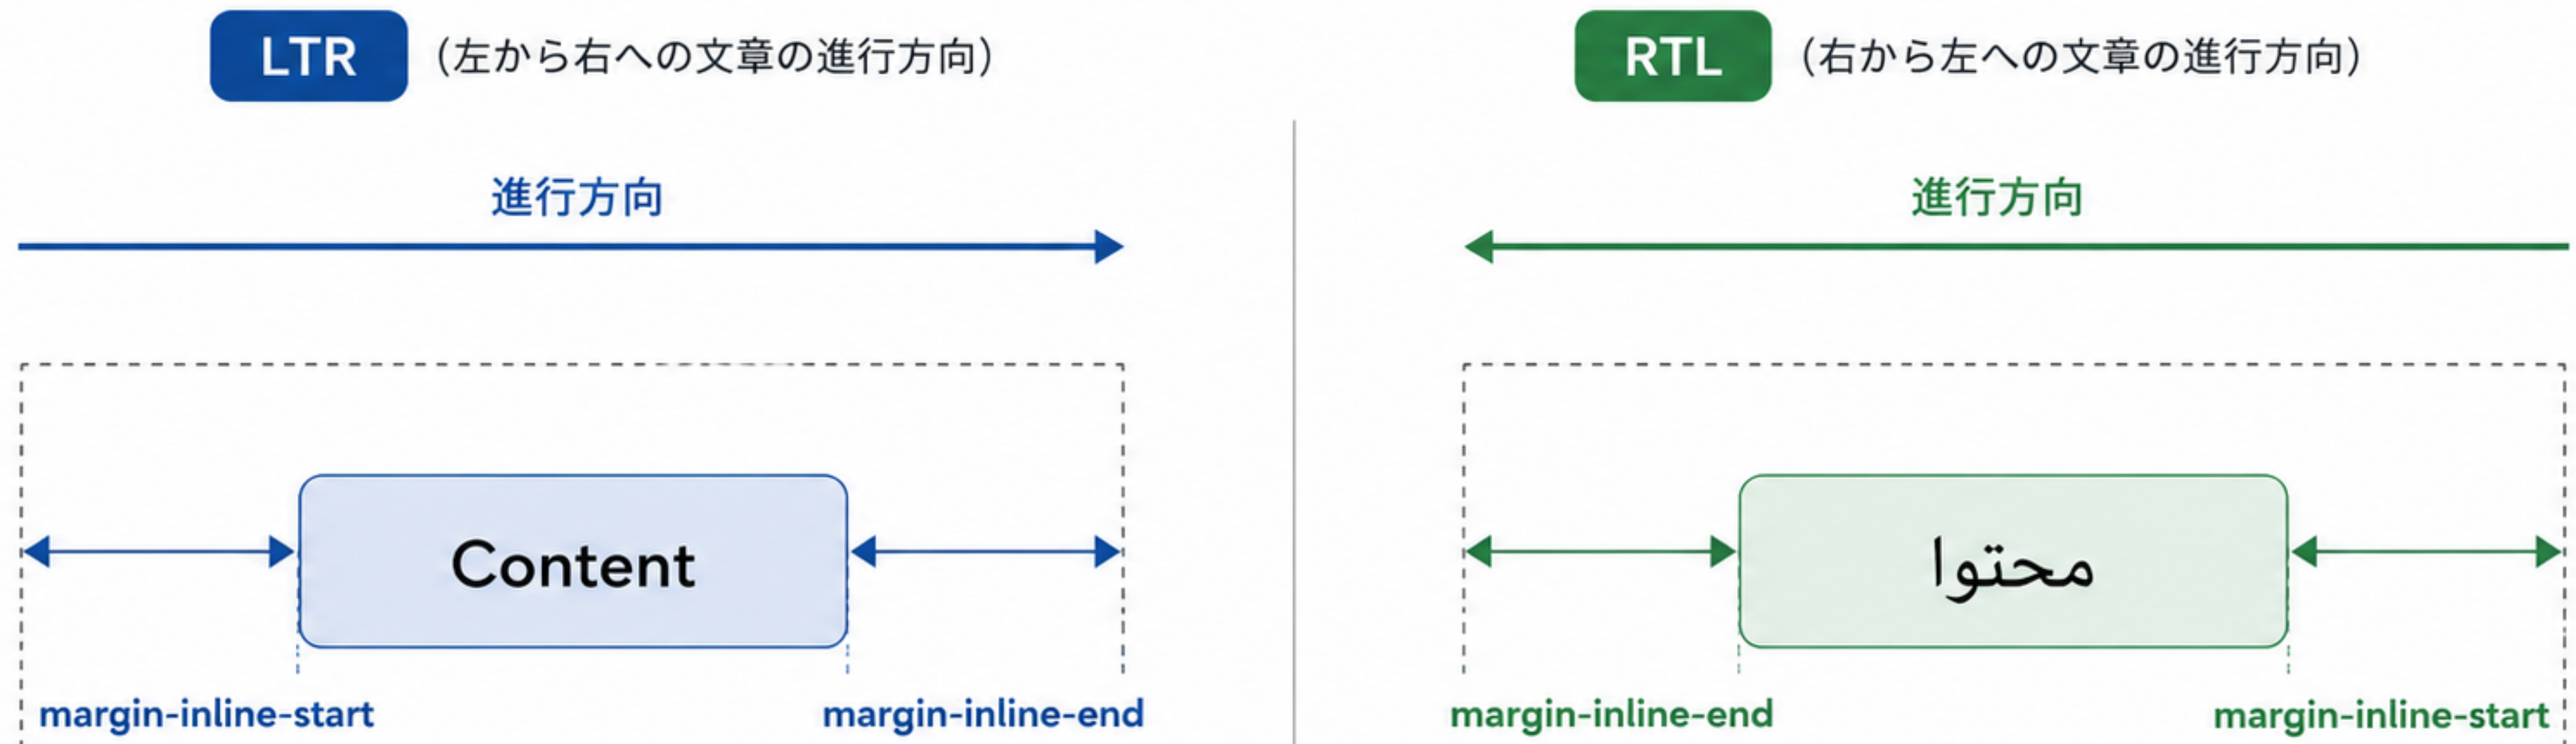 LTR （左から右への文章の進行方向）
進行方向
Content
margin-inline-start margin-inline-end
RTL （右から左への文章の進行方向）
進行方向
محتوا
margin-inline-end margin-inline-start